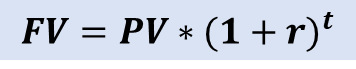 FV = PV * (1 + r)^t